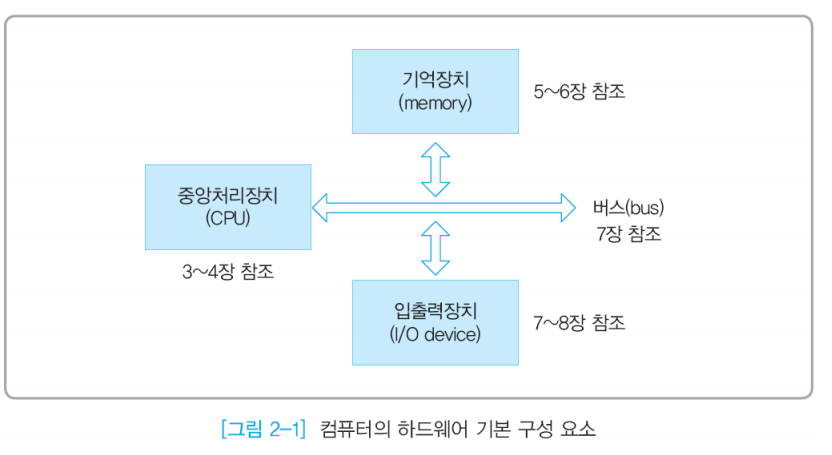 기억장치
(memory)
5~6장 참조
중앙처리장치
(CPU)
3~4장 참조
버스(bus)
7장 참조
입출력장치
(I/O device)
7~8장 참조
[그림 2-1] 컴퓨터의 하드웨어 기본 구성 요소